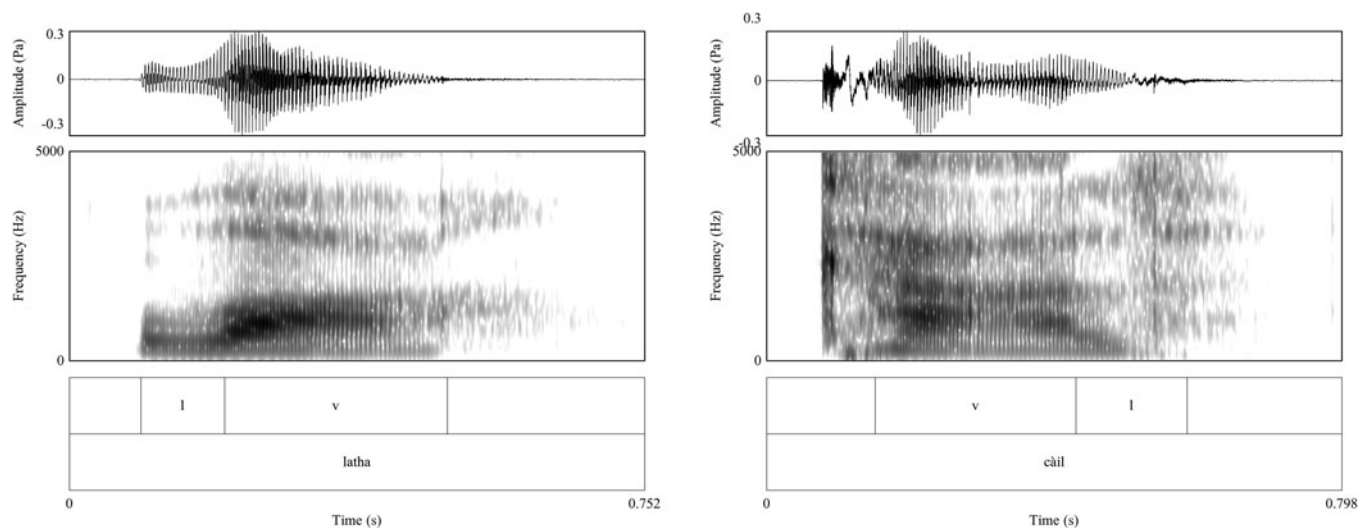 0.3
0
-0.3
Amplitude (Pa)
5000
0
Frequency (Hz)
l
v
latha
0
0.752
Time (s)
0.3
0
-0.3
Amplitude (Pa)
5000
0
Frequency (Hz)
v
l
càil
0
0.798
Time (s)